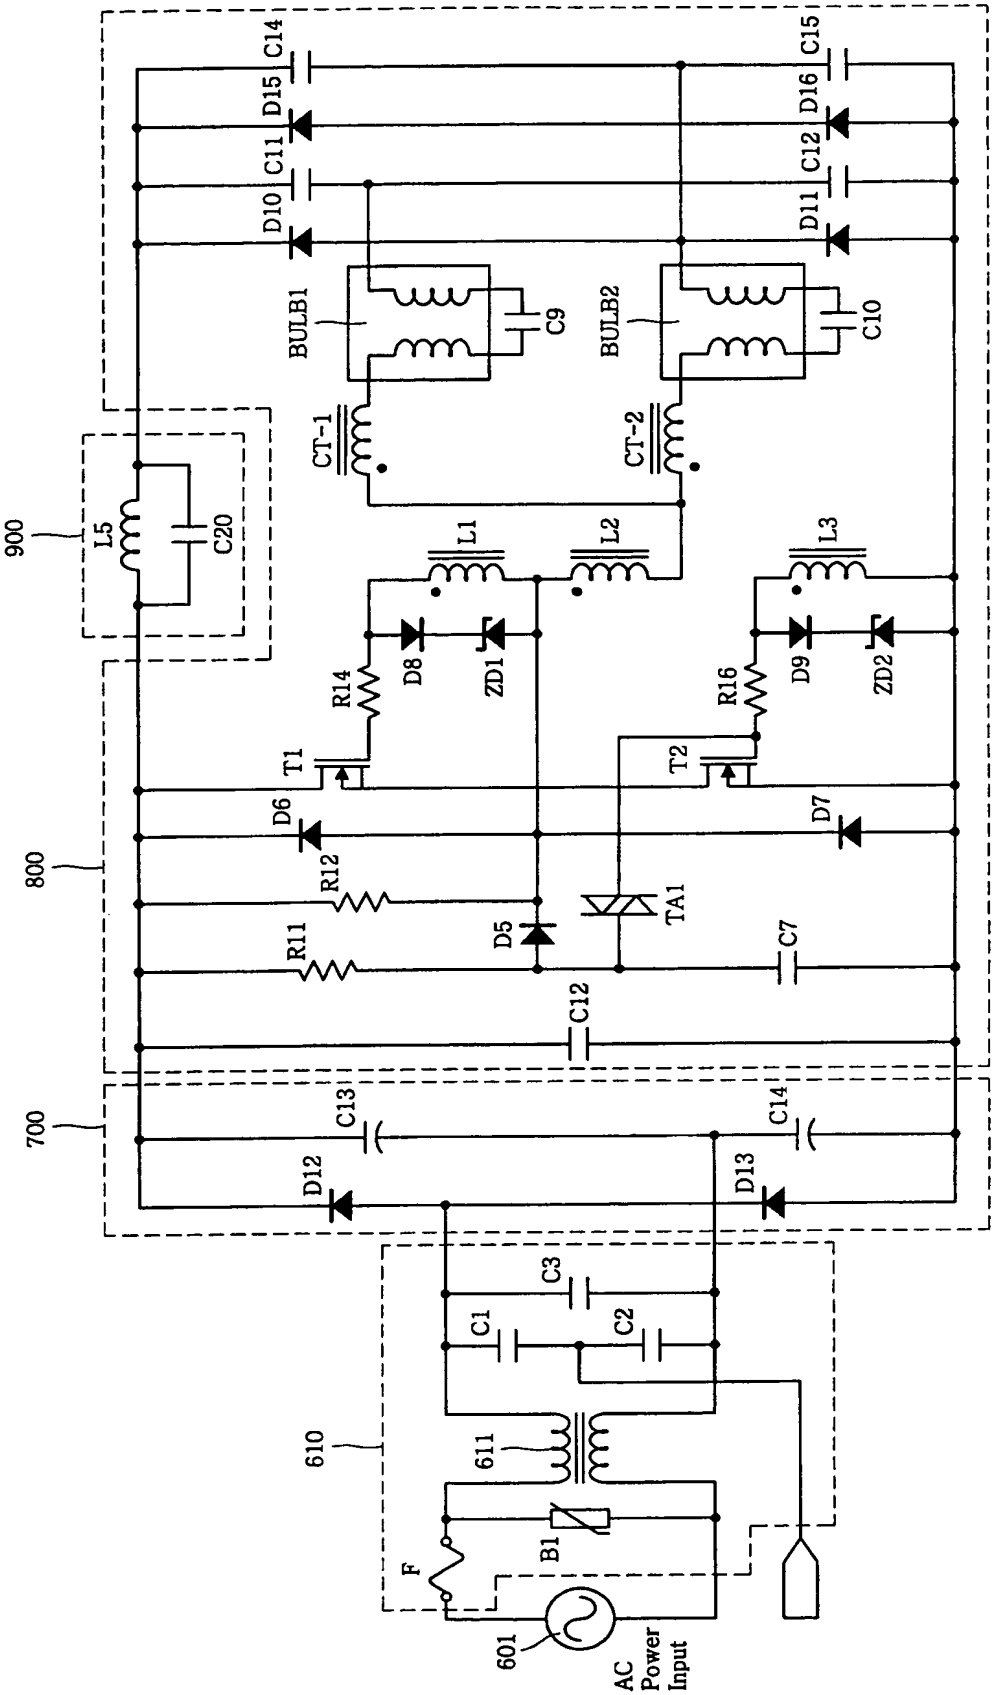 900
800
700
610
L5
C20
C14
D15
C11
D10
C15
D16
C12
D11
BULB1
C9
BULB2
C10
CT-1
CT-2
L1
L2
L3
D8
ZD1
D9
ZD2
R14
R16
T1
T2
D6
D7
R12
R11
D5
TA1
C7
C12
C13
C14
D12
D13
C3
C1
C2
611
F
B1
601
AC
Power
Input